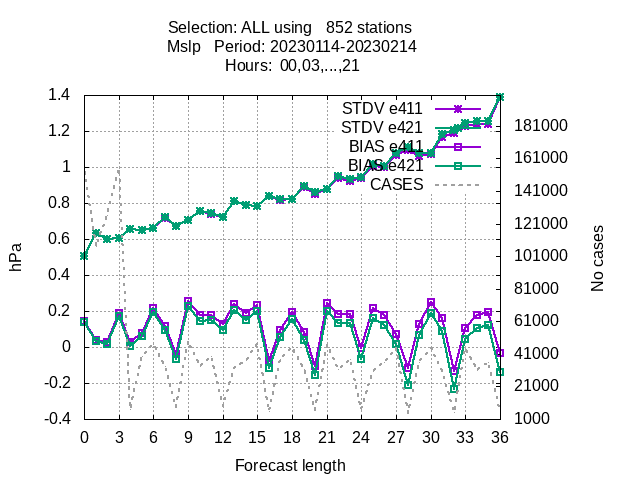 Selection: ALL using   852 stations
Mslp   Period: 20230114-20230214
Hours:  00,03,...,21
STDV e411
STDV e421
BIAS e411
BIAS e421
CASES
hPa
1.4
1.2
1
0.8
0.6
0.4
0.2
0
-0.2
-0.4
181000
161000
141000
121000
101000
81000
61000
41000
21000
1000
No cases
0 3 6 9 12 15 18 21 24 27 30 33 36
Forecast length